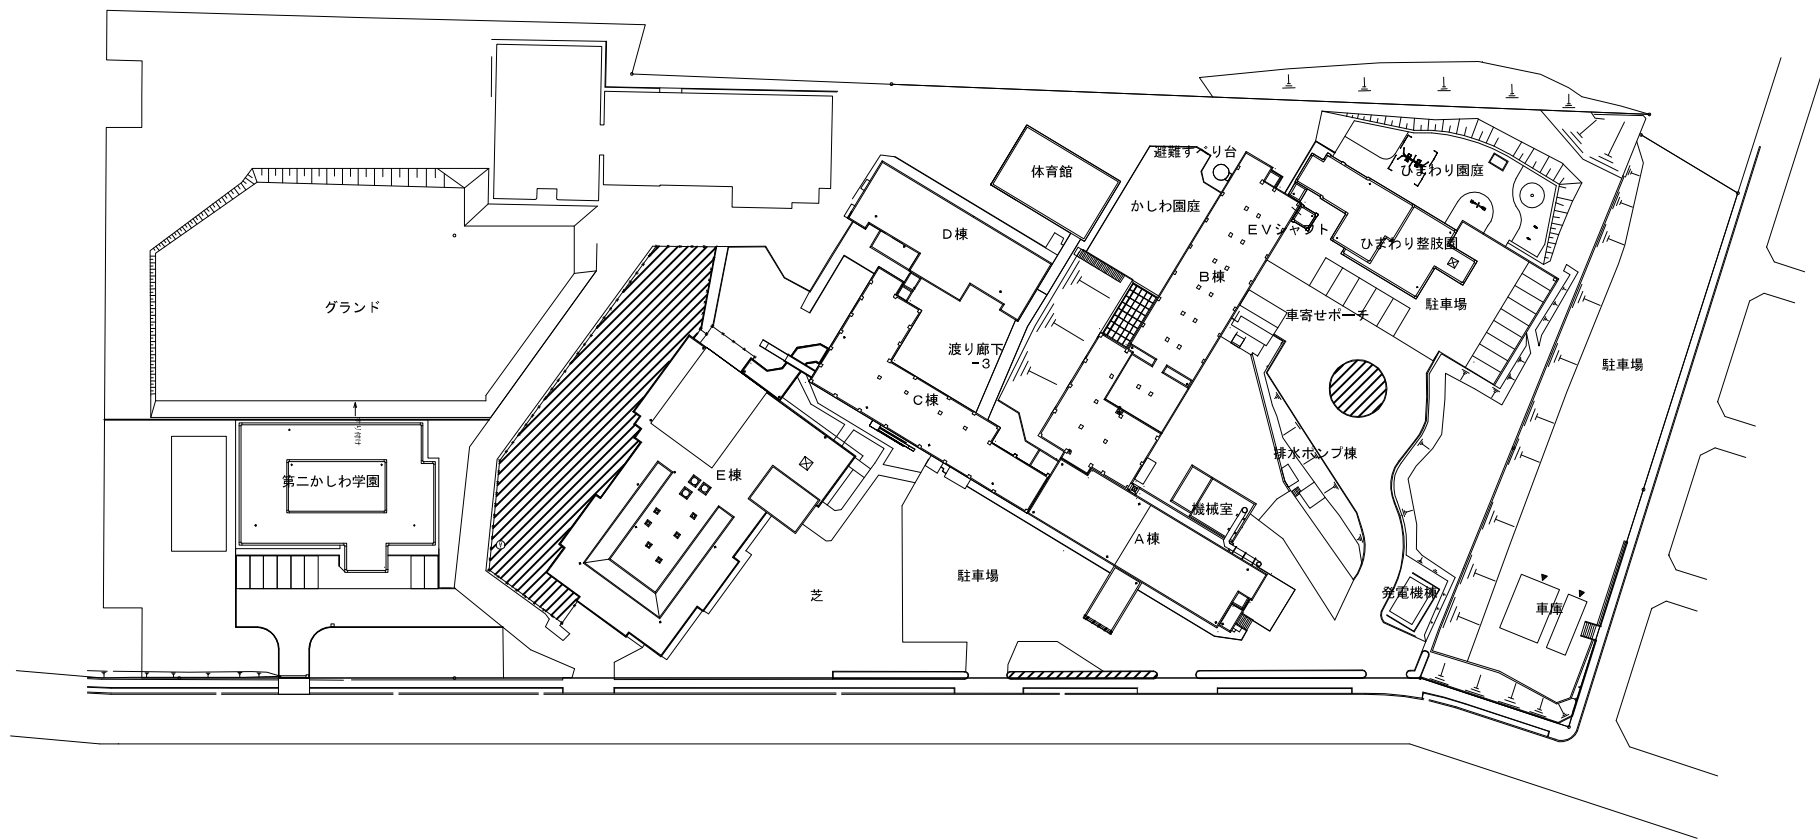 避難すべり台
体育館
ひまわり園庭
かしわ園庭
EVシャフト
D棟
ひまわり整肢園
B棟
グランド
駐車場
車寄せポーチ
渡り廊下
-3
駐車場
C棟
排水ポンプ棟
E棟
第二かしわ学園
機械室
A棟
駐車場
芝
発電機棟
車庫